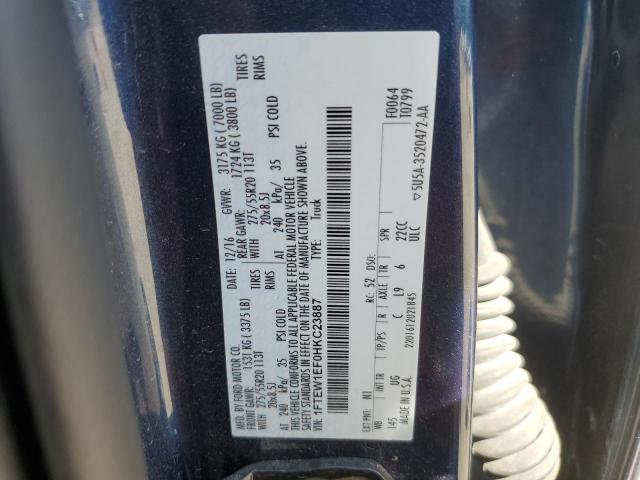 MFD. BY FORD MOTOR CO.
DATE: 12/16 GVWR: 3175 KG ( 7000 LB)
FRONT GAWR: 1531 KG ( 3375 LB) REAR GAWR: 1724 KG ( 3800 LB)
WITH 275/55R20 113T TIRES WITH 275/55R20 113T TIRES
20x8.5J RIMS 20x8.5J RIMS
AT 240 kPa/ 35 PSI COLD AT 240 kPa/ 35 PSI COLD
THIS VEHICLE CONFORMS TO ALL APPLICABLE FEDERAL MOTOR VEHICLE
SAFETY STANDARDS IN EFFECT ON THE DATE OF MANUFACTURE SHOWN ABOVE.
VIN: 1FTEW1EF0HKC23887 TYPE: Truck
F0064
T0799
EXT PNT: N1 RC: 52 DSO:
WB INT TR TP/PS R AXLE TR SPR
145 UG C L9 6 22CC
MADE IN U.S.A. ULC
2201612021845
5U5A-3520472-AA